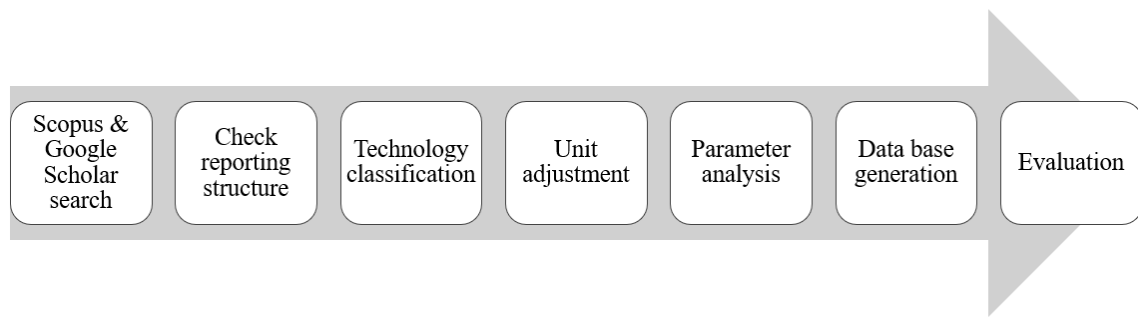 Scopus &
Google
Scholar
search
Check
reporting
structure
Technology
classification
Unit
adjustment
Parameter
analysis
Data base
generation
Evaluation